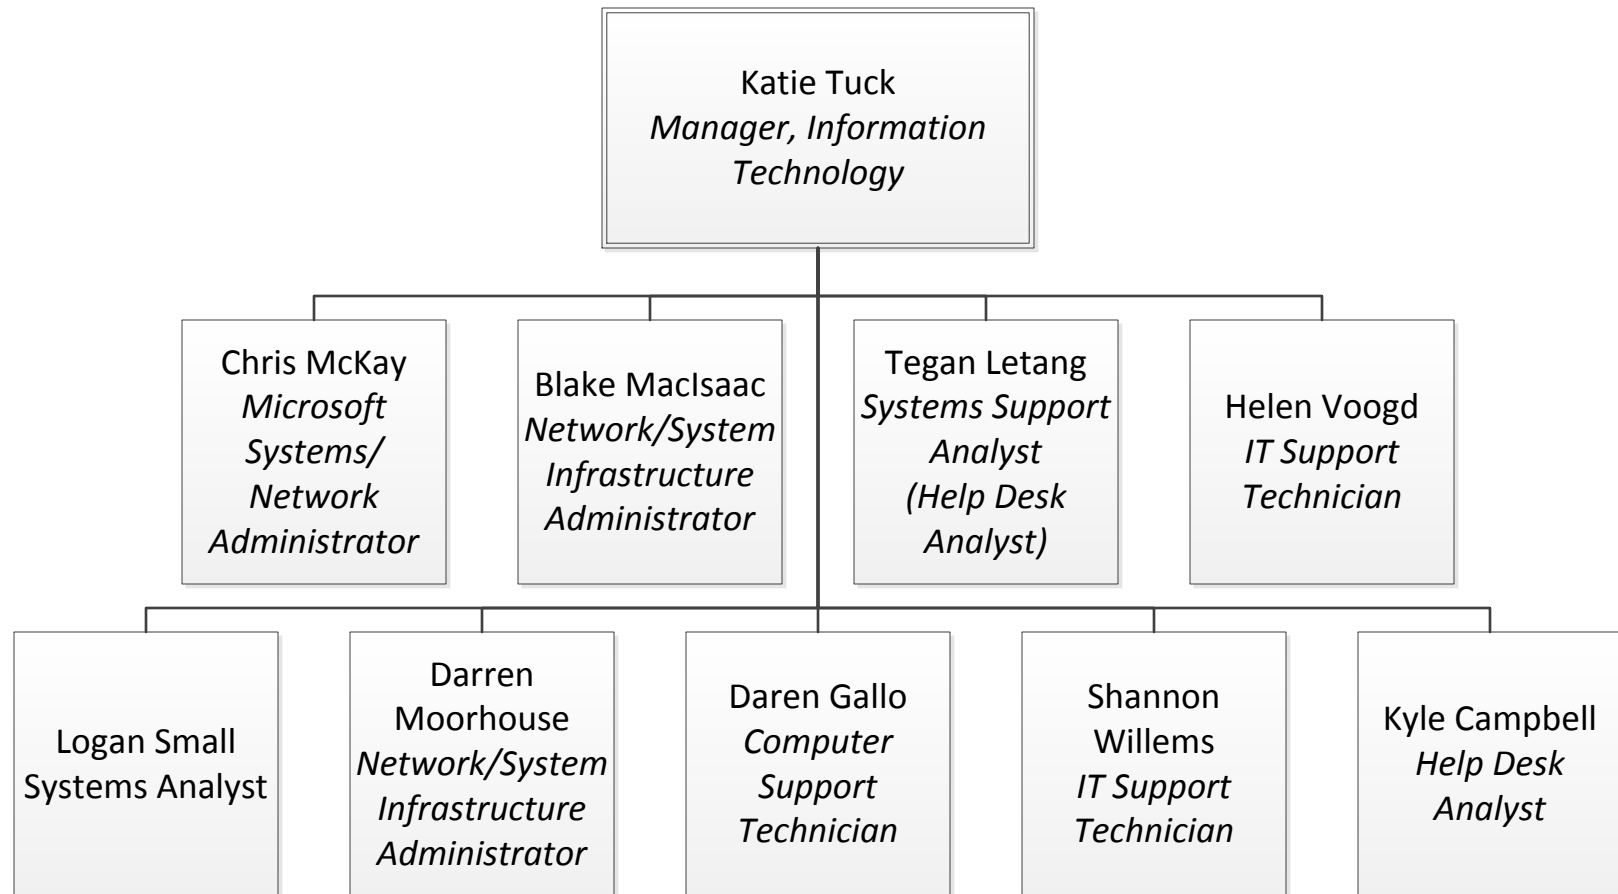 Katie Tuck
Manager, Information
Technology
Chris McKay
Microsoft
Systems/
Network
Administrator
Blake MacIsaac
Network/System
Infrastructure
Administrator
Tegan Letang
Systems Support
Analyst
(Help Desk
Analyst)
Helen Voogd
IT Support
Technician
Logan Small
Systems Analyst
Darren
Moorhouse
Network/System
Infrastructure
Administrator
Daren Gallo
Computer
Support
Technician
Shannon
Willems
IT Support
Technician
Kyle Campbell
Help Desk
Analyst